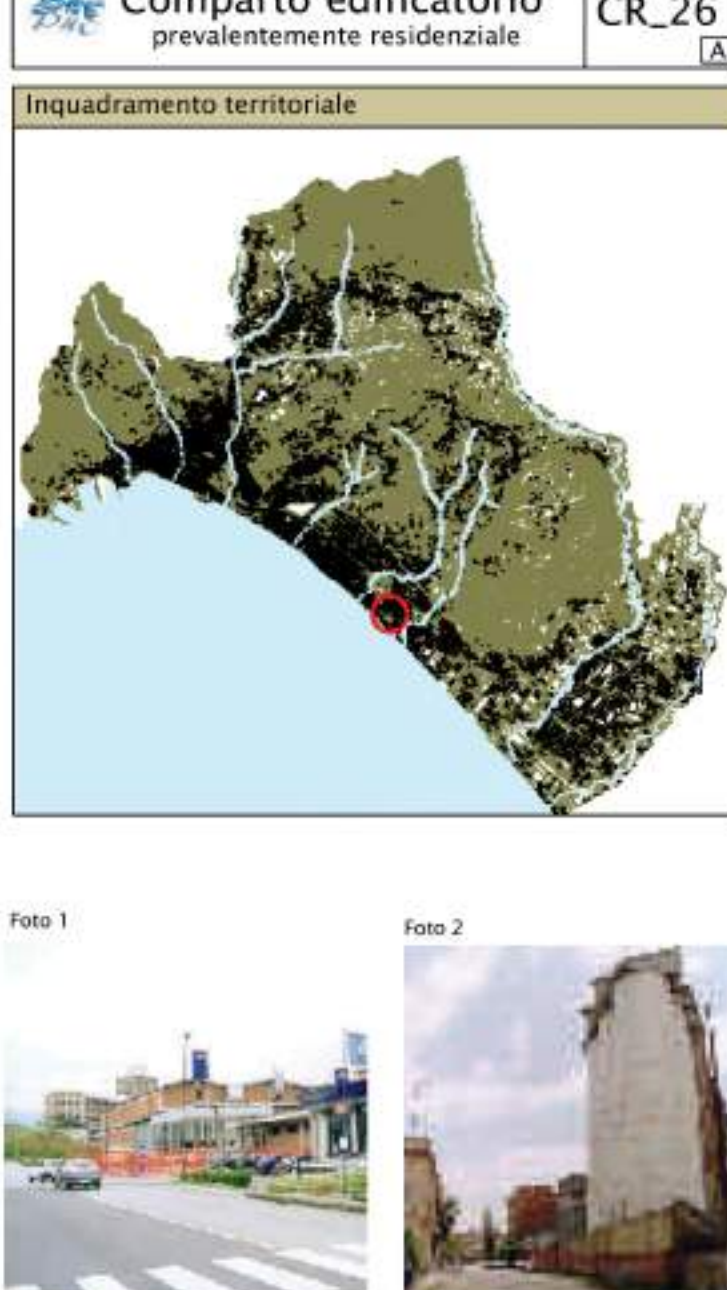 Comparto edificatorio
prevalentemente residenziale
CR_26
A
Inquadramento territoriale
Foto 1
Foto 2